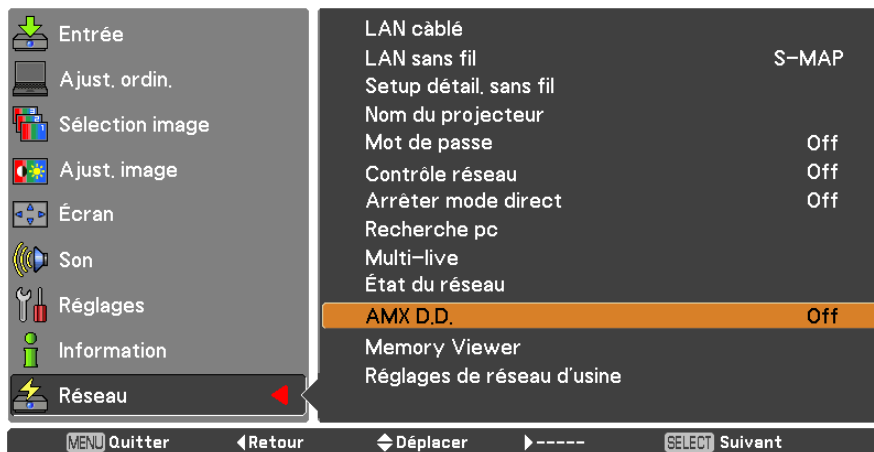 Entrée
Ajust. ordin.
Sélection image
Ajust. image
Écran
Son
Réglages
Information
Réseau
LAN càblé
LAN sans fil S-MAP
Setup détail. sans fil
Nom du projecteur
Mot de passe Off
Contrôle réseau Off
Arrêter mode direct Off
Recherche pc
Multi-live
État du réseau
AMX D.D. Off
Memory Viewer
Réglages de réseau d'usine
MENU Quitter Retour Déplacer ----- SELECT Suivant